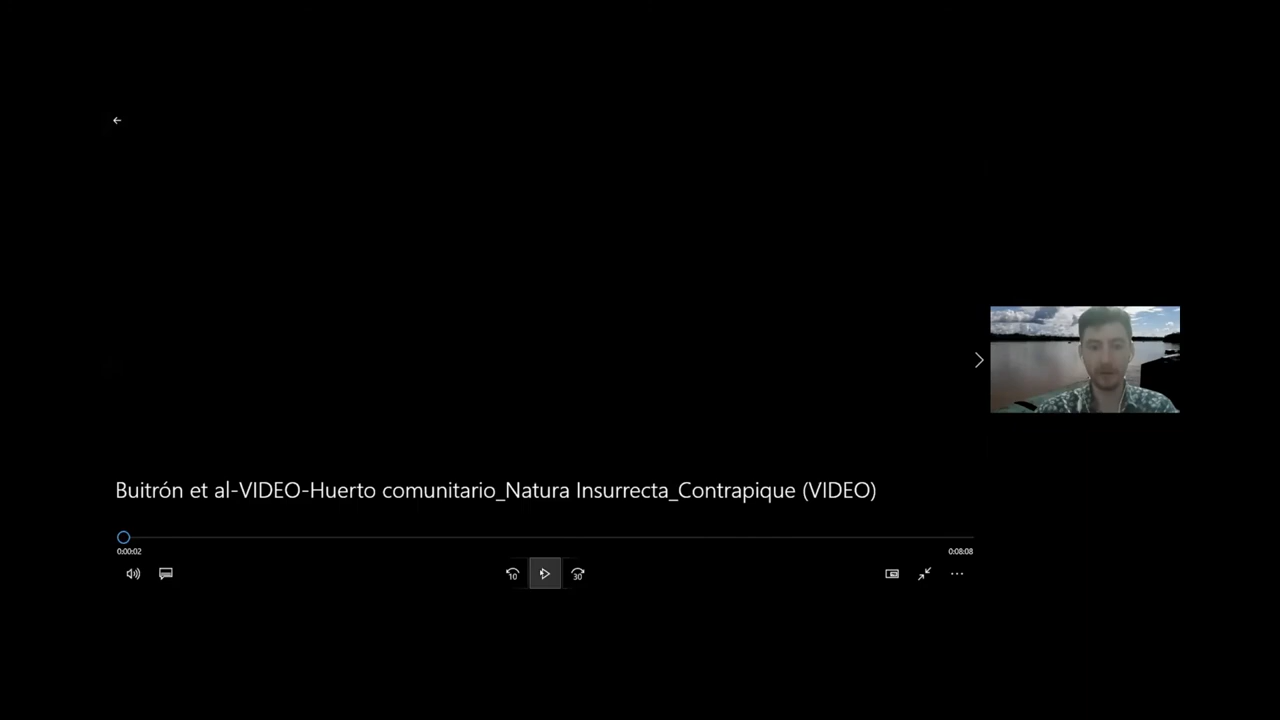 Buitrón et al-VIDEO-Huerto comunitario_Natura Insurrecta_Contrapique (VIDEO)
0:00:02
0:08:08
10
30